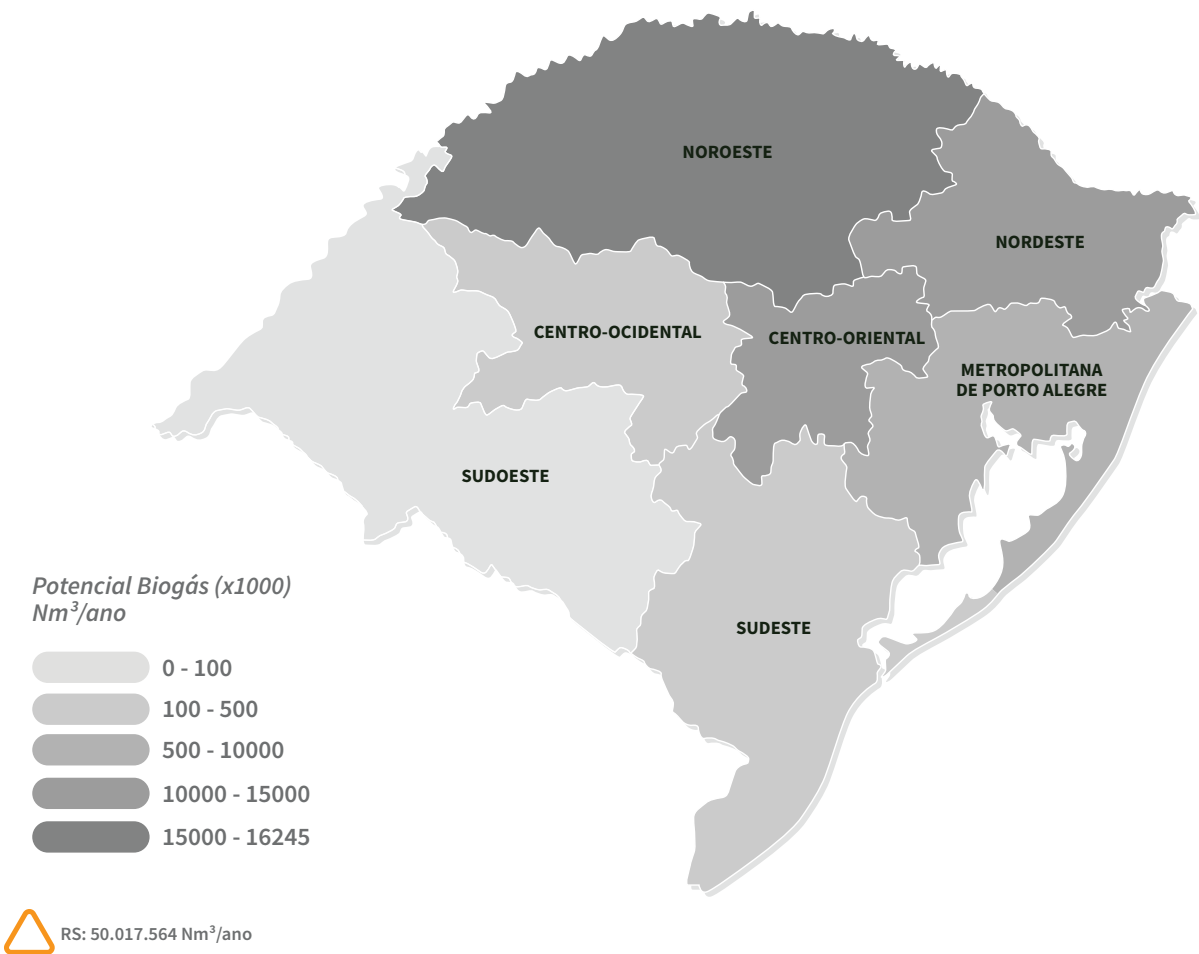 NOROESTE
NORDESTE
CENTRO-OCIDENTAL
CENTRO-ORIENTAL
METROPOLITANA
DE PORTO ALEGRE
SUDOESTE
SUDESTE
Potencial Biogás (x1000)
Nm³/ano
0 - 100
100 - 500
500 - 10000
10000 - 15000
15000 - 16245
RS: 50.017.564 Nm³/ano